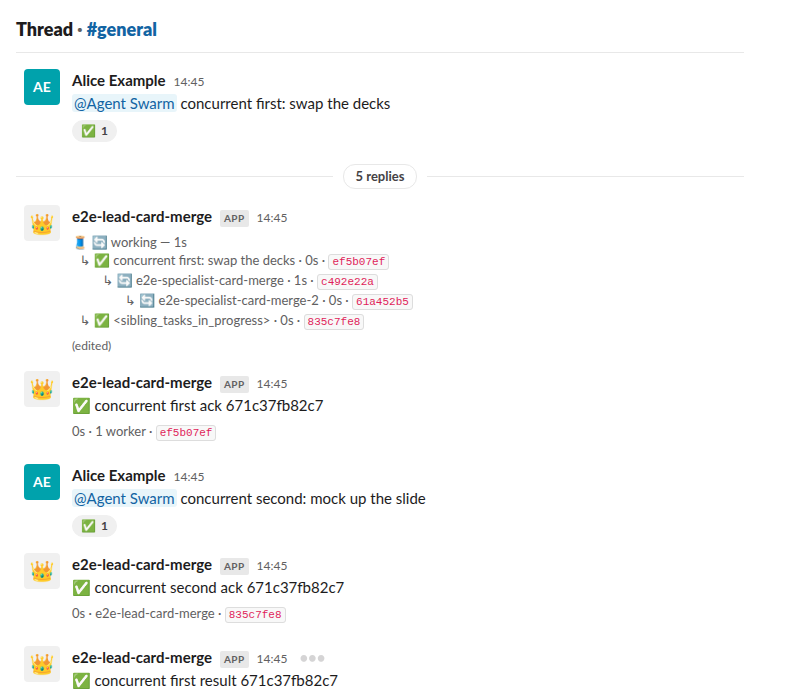 Thread • #general
AE
Alice Example 14:45
@Agent Swarm concurrent first: swap the decks
✅ 1
5 replies
e2e-lead-card-merge APP 14:45
🧵 🔄 working — 1s
↳ ✅ concurrent first: swap the decks · 0s · ef5b07ef
↳ 🔄 e2e-specialist-card-merge · 1s · c492e22a
↳ 🔄 e2e-specialist-card-merge-2 · 0s · 61a452b5
↳ ✅ <sibling_tasks_in_progress> · 0s · 835c7fe8
(edited)
e2e-lead-card-merge APP 14:45
✅ concurrent first ack 671c37fb82c7
0s · 1 worker · ef5b07ef
AE
Alice Example 14:45
@Agent Swarm concurrent second: mock up the slide
✅ 1
e2e-lead-card-merge APP 14:45
✅ concurrent second ack 671c37fb82c7
0s · e2e-lead-card-merge · 835c7fe8
e2e-lead-card-merge APP 14:45
✅ concurrent first result 671c37fb82c7